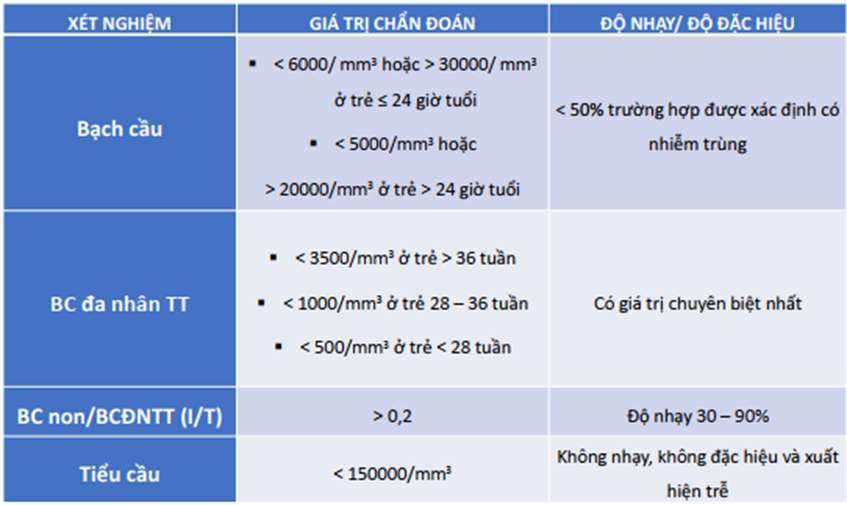 XÉT NGHIỆM
GIÁ TRỊ CHẨN ĐOÁN
ĐỘ NHẠY/ ĐỘ ĐẶC HIỆU
Bạch cầu
▪ < 6000/ mm³ hoặc > 30000/ mm³
ở trẻ ≤ 24 giờ tuổi
▪ < 5000/mm³ hoặc
> 20000/mm³ ở trẻ > 24 giờ tuổi
< 50% trường hợp được xác định có
nhiễm trùng
BC đa nhân TT
▪ < 3500/mm³ ở trẻ > 36 tuần
▪ < 1000/mm³ ở trẻ 28 – 36 tuần
▪ < 500/mm³ ở trẻ < 28 tuần
Có giá trị chuyên biệt nhất
BC non/BCĐNTT (I/T)
> 0,2
Độ nhạy 30 – 90%
Tiểu cầu
< 150000/mm³
Không nhạy, không đặc hiệu và xuất
hiện trễ